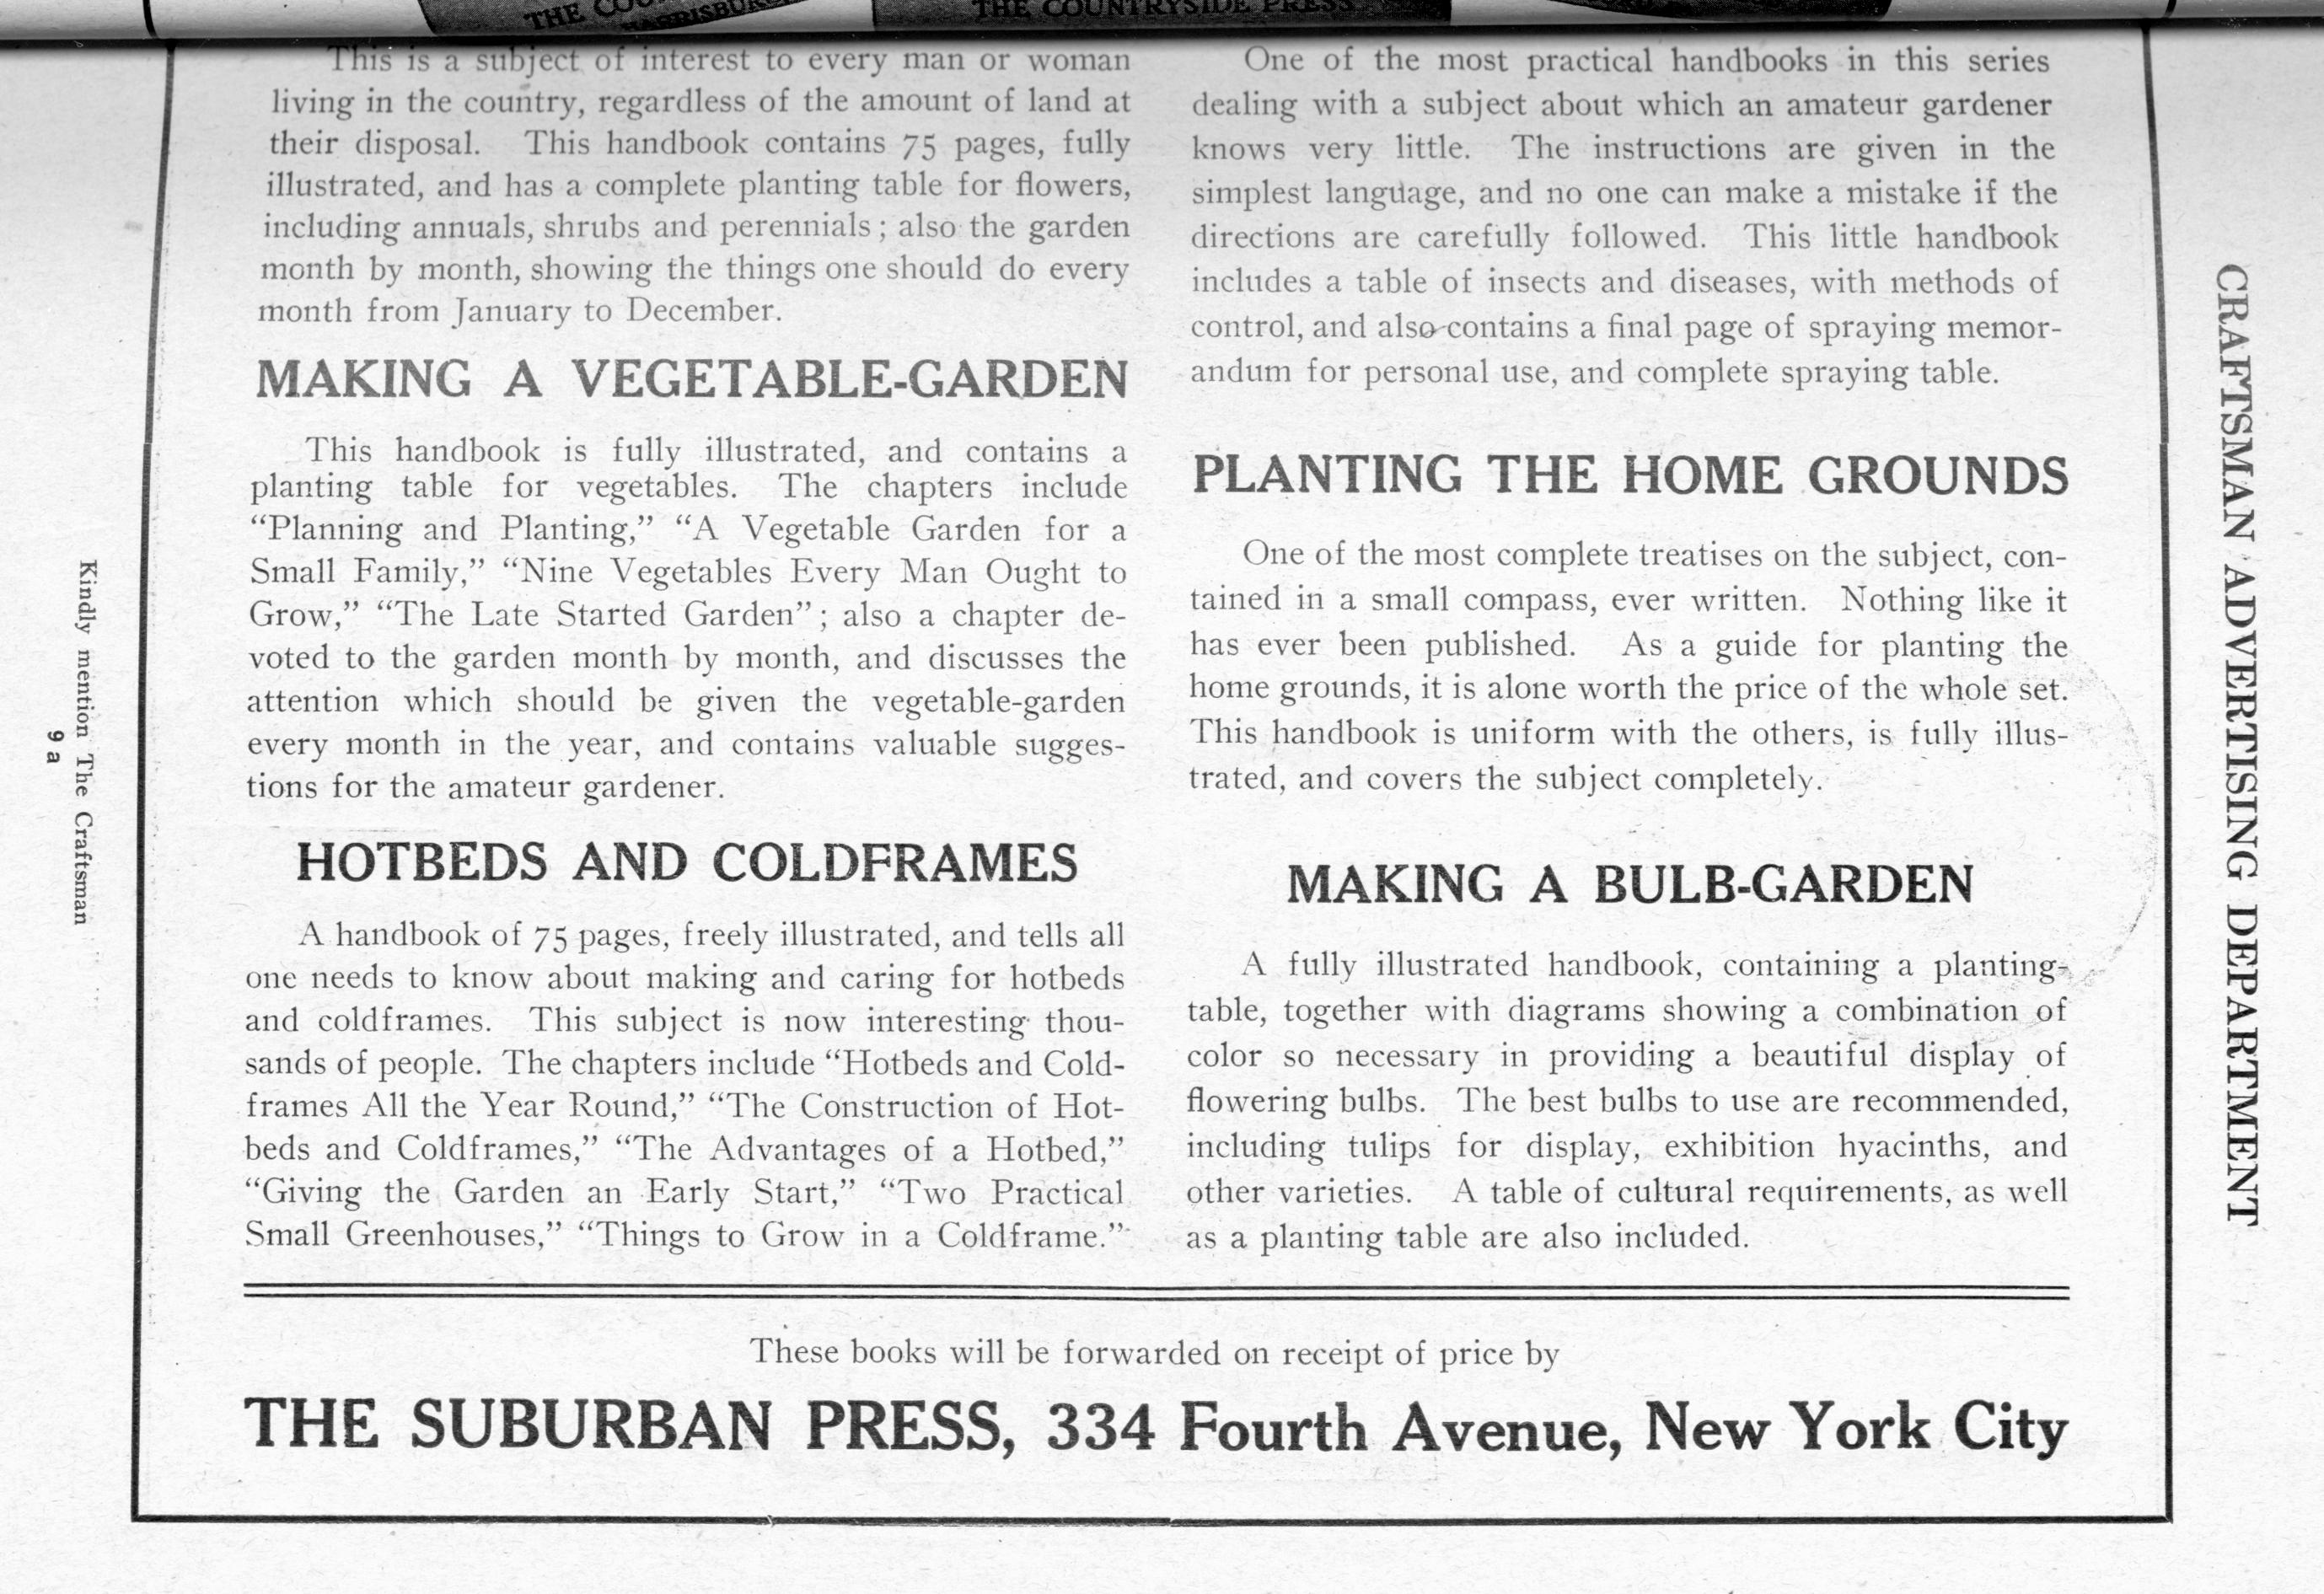 THE COUNTRYSIDE PRESS
This is a subject of interest to every man or woman
living in the country, regardless of the amount of land at
their disposal. This handbook contains 75 pages, fully
illustrated, and has a complete planting table for flowers,
including annuals, shrubs and perennials; also the garden
month by month, showing the things one should do every
month from January to December.
MAKING A VEGETABLE-GARDEN
This handbook is fully illustrated, and contains a
planting table for vegetables. The chapters include
“Planning and Planting,” “A Vegetable Garden for a
Small Family,” “Nine Vegetables Every Man Ought to
Grow,” “The Late Started Garden”; also a chapter de-
voted to the garden month by month, and discusses the
attention which should be given the vegetable-garden
every month in the year, and contains valuable sugges-
tions for the amateur gardener.
HOTBEDS AND COLDFRAMES
A handbook of 75 pages, freely illustrated, and tells all
one needs to know about making and caring for hotbeds
and coldframes. This subject is now interesting thou-
sands of people. The chapters include “Hotbeds and Cold-
frames All the Year Round,” “The Construction of Hot-
beds and Coldframes,” “The Advantages of a Hotbed,”
“Giving the Garden an Early Start,” “Two Practical
Small Greenhouses,” “Things to Grow in a Coldframe.”
One of the most practical handbooks in this series
dealing with a subject about which an amateur gardener
knows very little. The instructions are given in the
simplest language, and no one can make a mistake if the
directions are carefully followed. This little handbook
includes a table of insects and diseases, with methods of
control, and also contains a final page of spraying memor-
andum for personal use, and complete spraying table.
PLANTING THE HOME GROUNDS
One of the most complete treatises on the subject, con-
tained in a small compass, ever written. Nothing like it
has ever been published. As a guide for planting the
home grounds, it is alone worth the price of the whole set.
This handbook is uniform with the others, is fully illus-
trated, and covers the subject completely.
MAKING A BULB-GARDEN
A fully illustrated handbook, containing a planting-
table, together with diagrams showing a combination of
color so necessary in providing a beautiful display of
flowering bulbs. The best bulbs to use are recommended,
including tulips for display, exhibition hyacinths, and
other varieties. A table of cultural requirements, as well
as a planting table are also included.
These books will be forwarded on receipt of price by
THE SUBURBAN PRESS, 334 Fourth Avenue, New York City
Kindly mention The Craftsman
9 a
CRAFTSMAN ADVERTISING DEPARTMENT